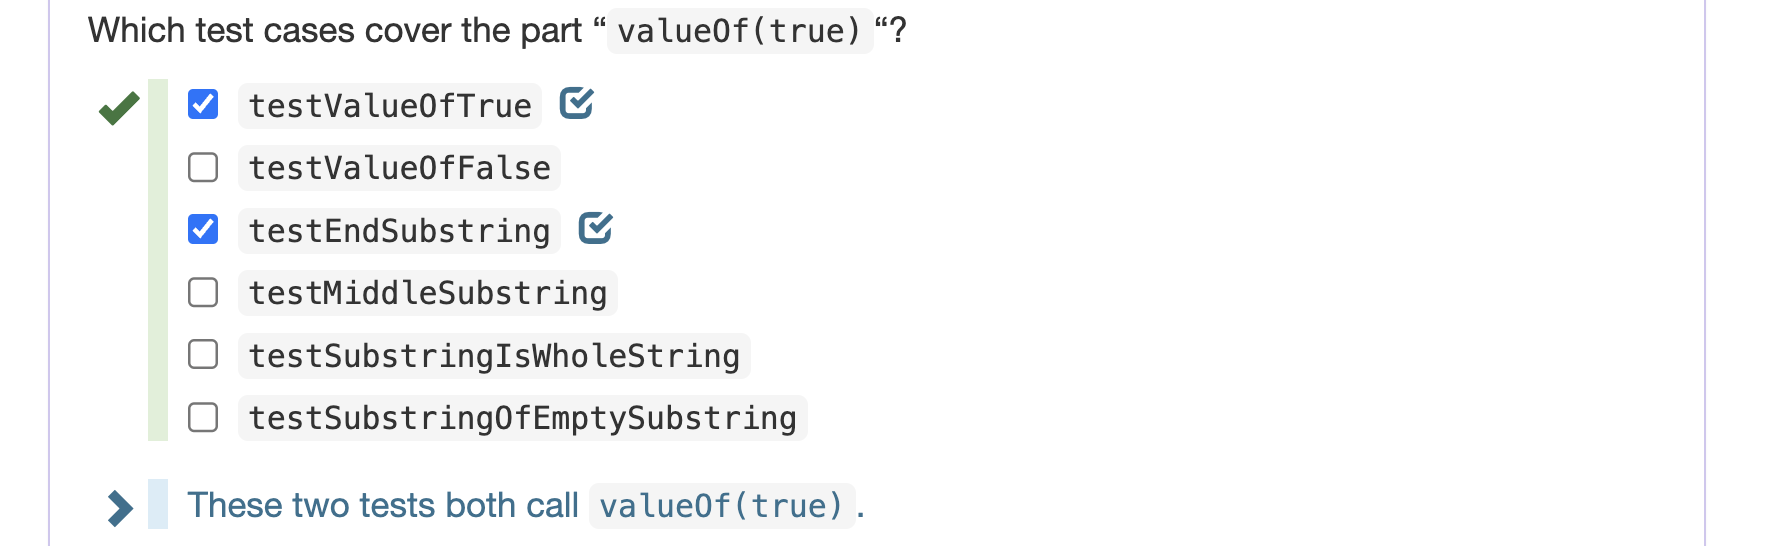 Which test cases cover the part “valueOf(true)“?
testValueOfTrue
testValueOfFalse
testEndSubstring
testMiddleSubstring
testSubstringIsWholeString
testSubstringOfEmptySubstring
These two tests both call valueOf(true).